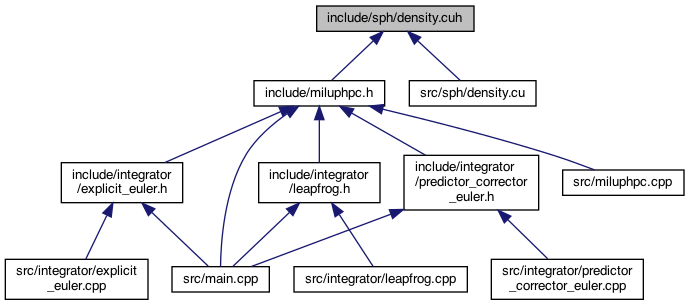 include/sph/density.cuh
include/miluphpc.h
src/sph/density.cu
include/integrator
/explicit_euler.h
include/integrator
/leapfrog.h
include/integrator
/predictor_corrector
_euler.h
src/miluphpc.cpp
src/integrator/explicit
_euler.cpp
src/main.cpp
src/integrator/leapfrog.cpp
src/integrator/predictor
_corrector_euler.cpp